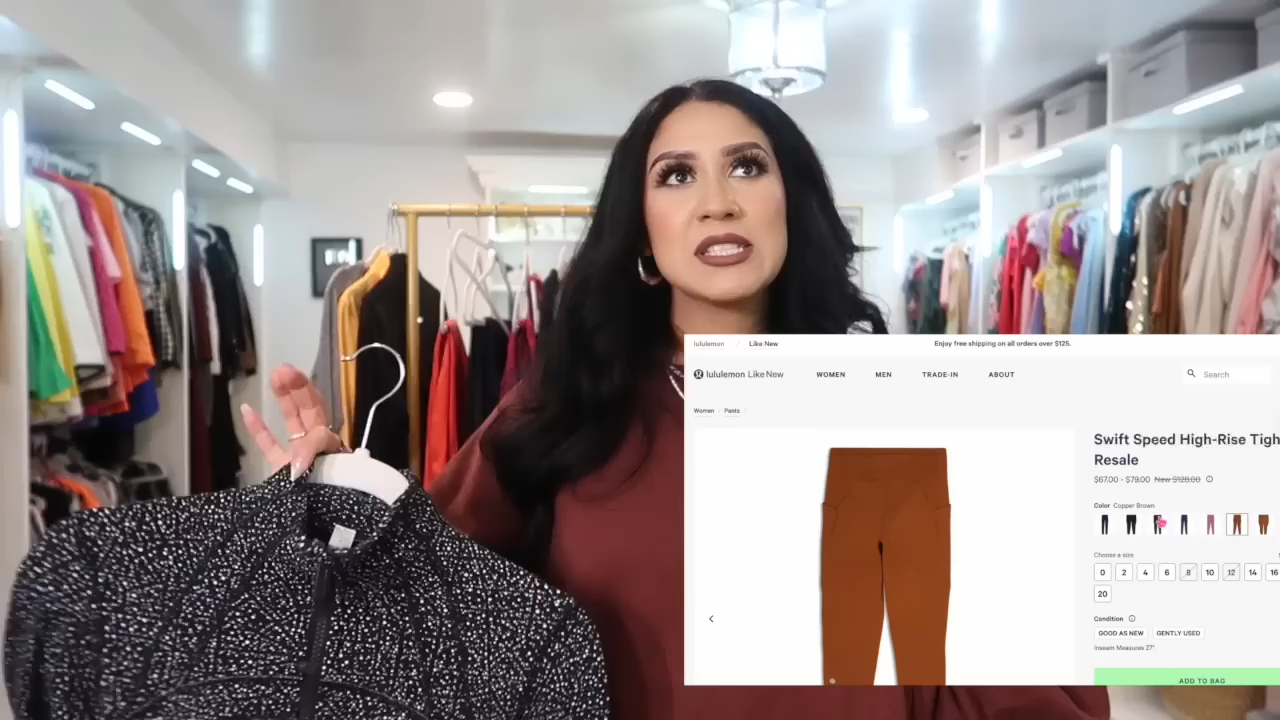 lululemon / Like New
Enjoy free shipping on all orders over $125.
lululemon Like New
WOMEN
MEN
TRADE-IN
ABOUT
Search
Women / Pants /
Swift Speed High-Rise Tigh
Resale
$67.00 - $79.00 New $128.00
Color Copper Brown
Choose a size
0 2 4 6 8 10 12 14 16
20
Condition
GOOD AS NEW GENTLY USED
Inseam Measures 27"
ADD TO BAG